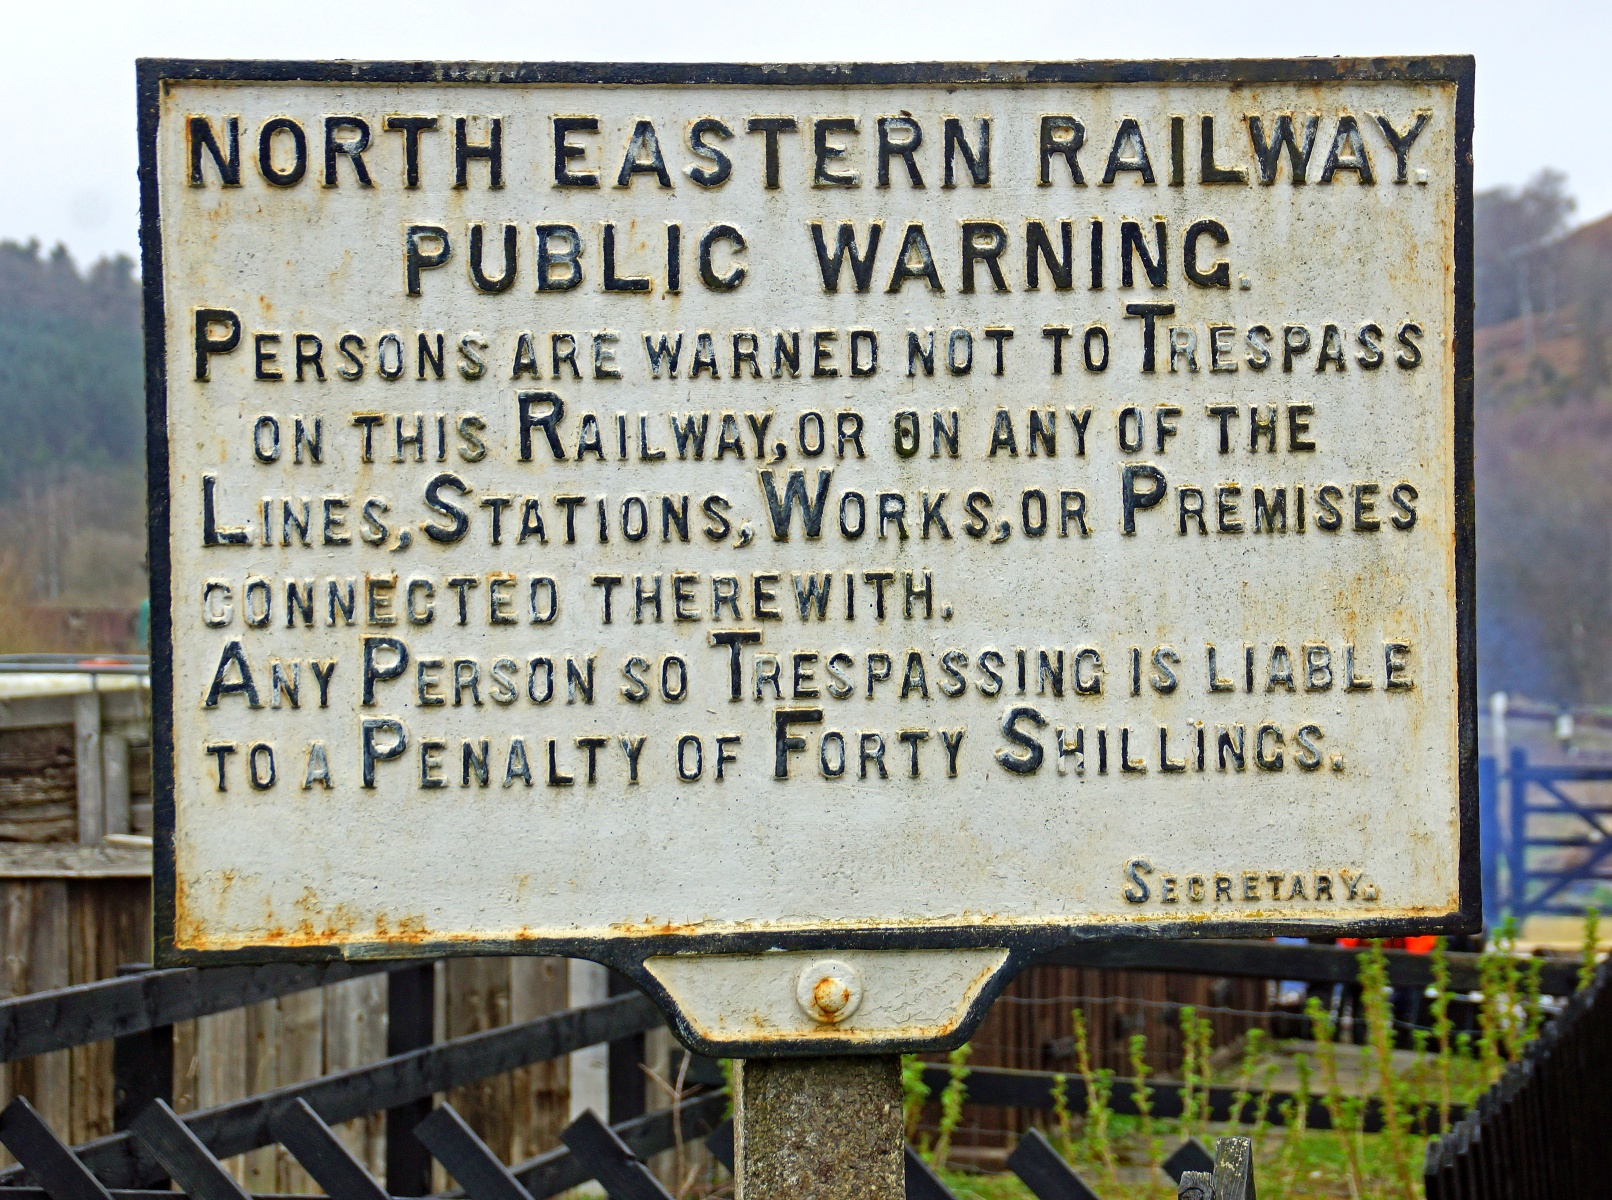 NORTH EASTERN RAILWAY.
PUBLIC WARNING.
PERSONS ARE WARNED NOT TO TRESPASS
ON THIS RAILWAY, OR ON ANY OF THE
LINES, STATIONS, WORKS, OR PREMISES
CONNECTED THEREWITH.
ANY PERSON SO TRESPASSING IS LIABLE
TO A PENALTY OF FORTY SHILLINGS.
SECRETARY.